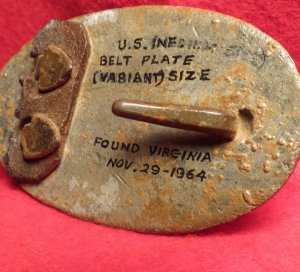 U.S.
BELT PLATE
(VARIANT) SIZE
FOUND VIRGINIA
NOV. 29-1964